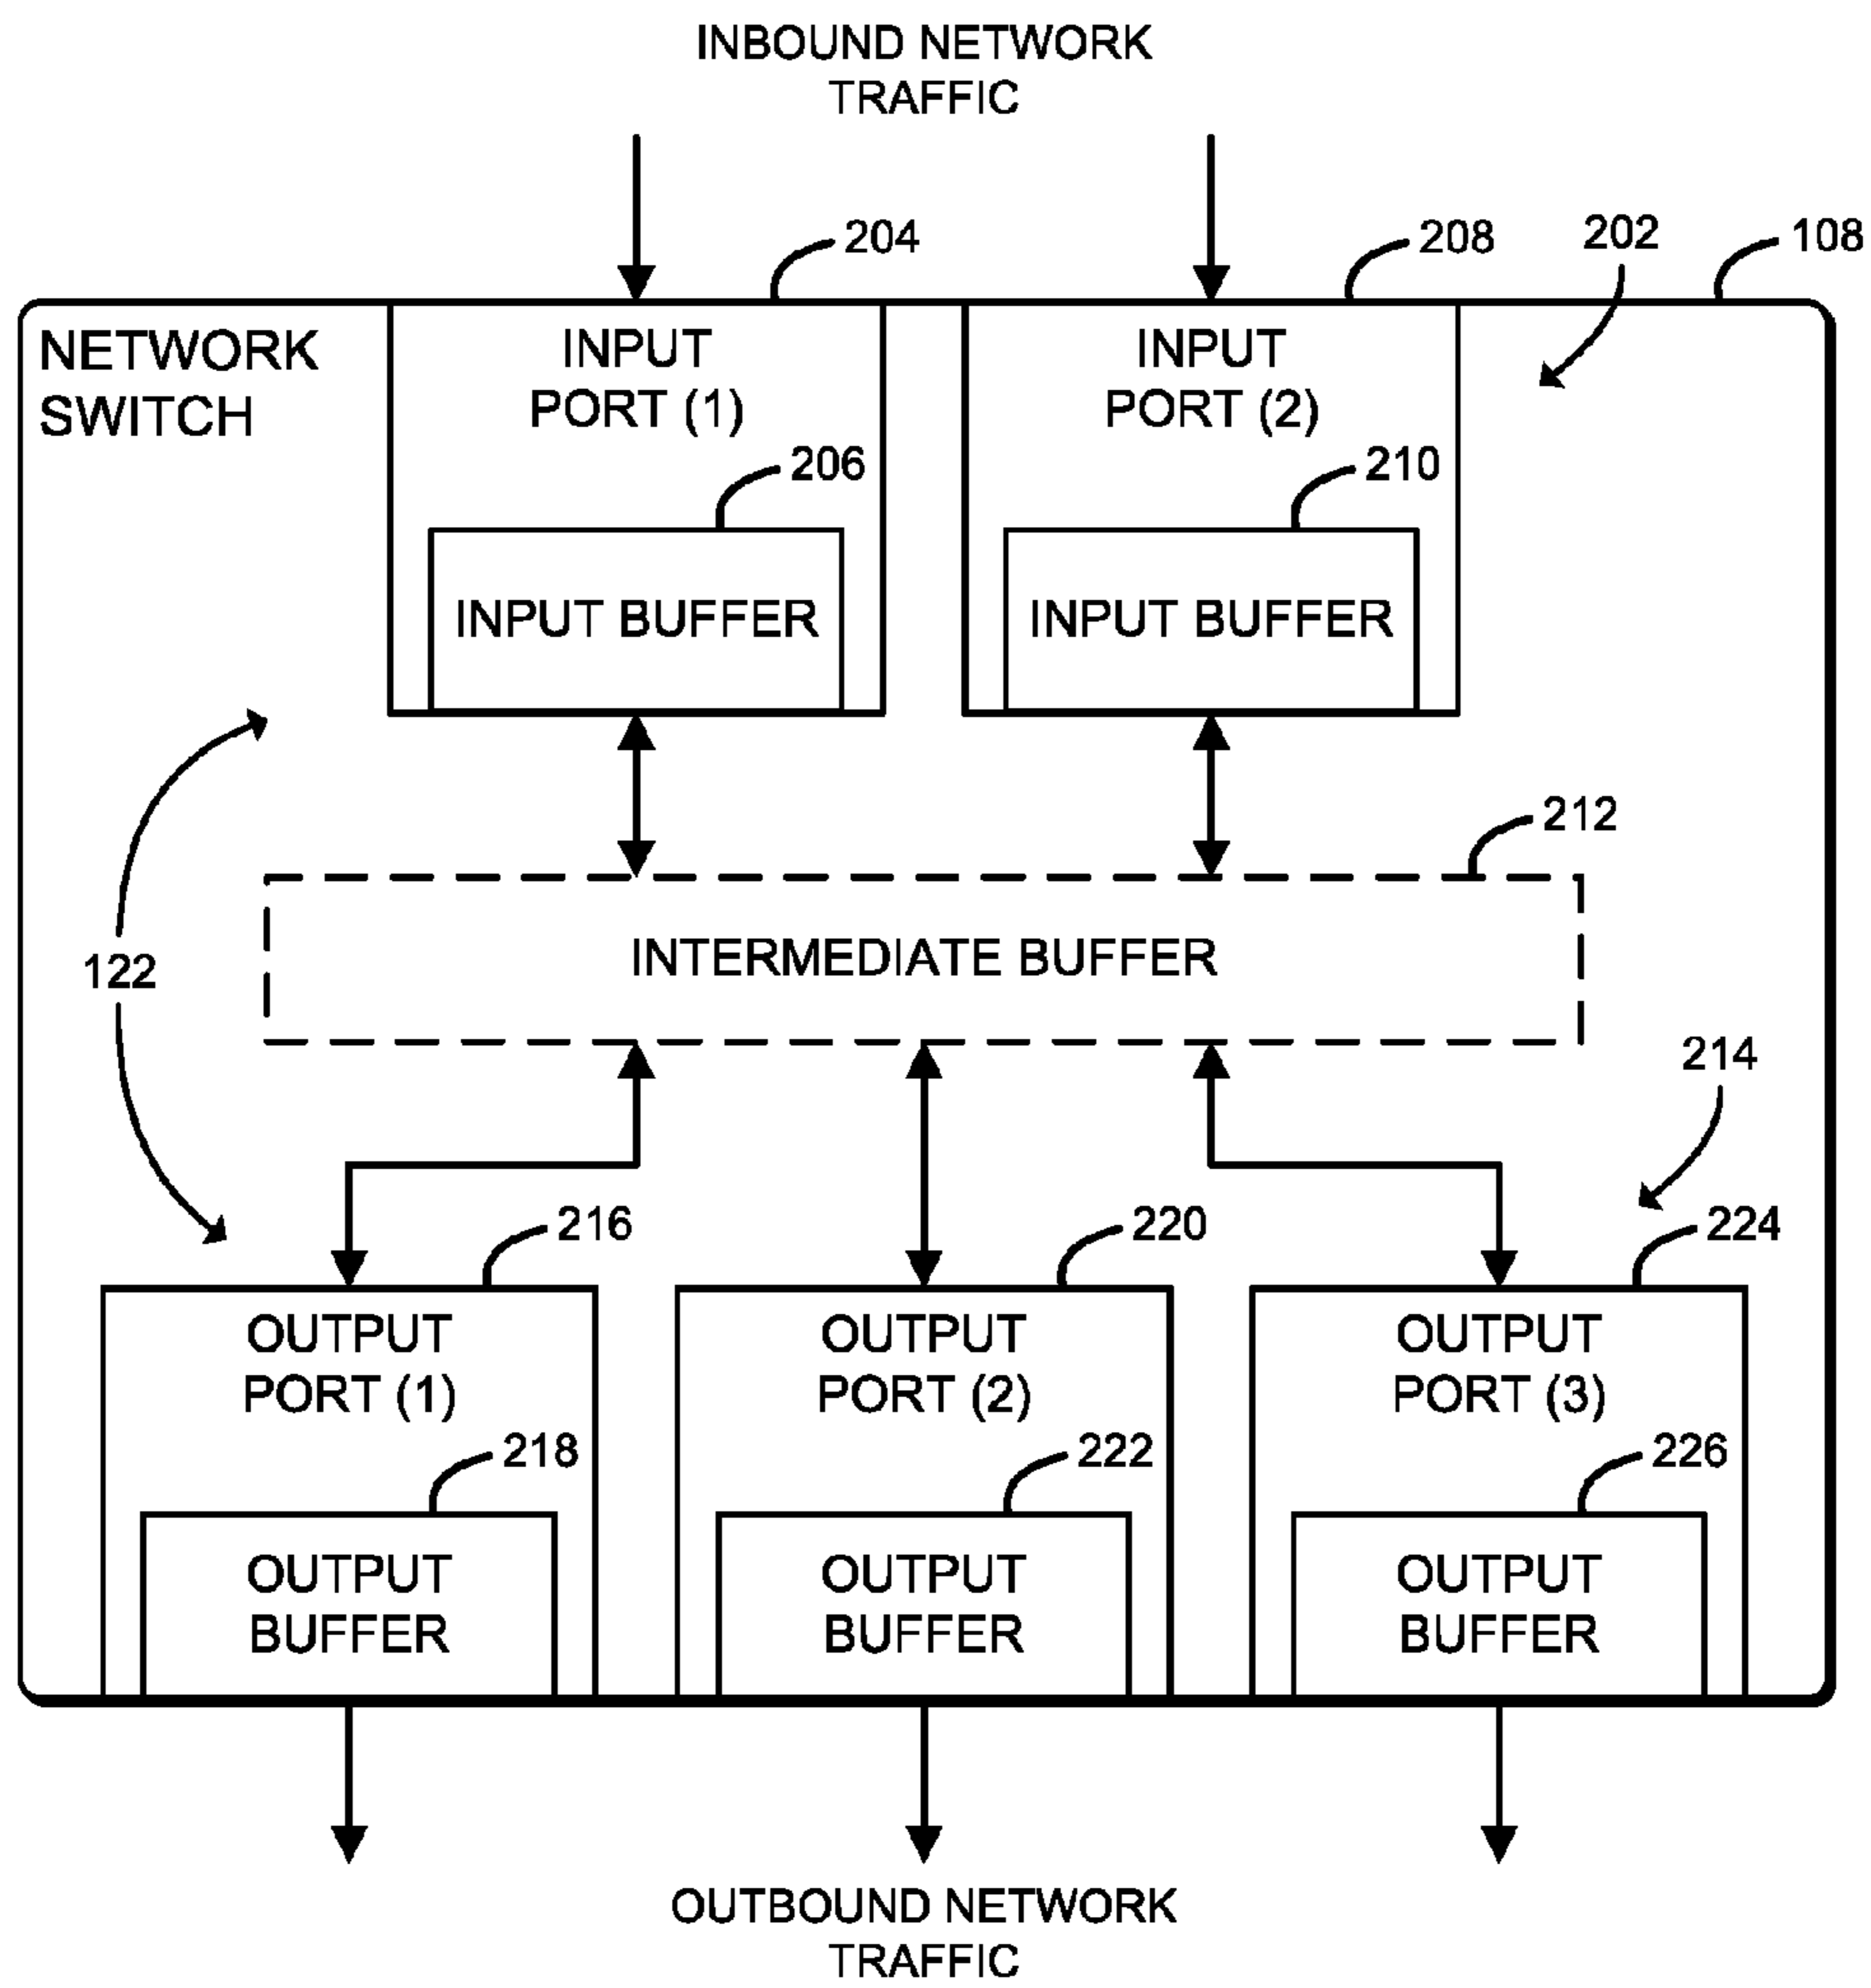 INBOUND NETWORK
TRAFFIC
204
208
202
108
NETWORK
SWITCH
INPUT
PORT (1)
INPUT
PORT (2)
206
210
INPUT BUFFER
INPUT BUFFER
212
INTERMEDIATE BUFFER
122
214
216
220
224
OUTPUT
PORT (1)
OUTPUT
PORT (2)
OUTPUT
PORT (3)
218
222
226
OUTPUT
BUFFER
OUTPUT
BUFFER
OUTPUT
BUFFER
OUTBOUND NETWORK
TRAFFIC